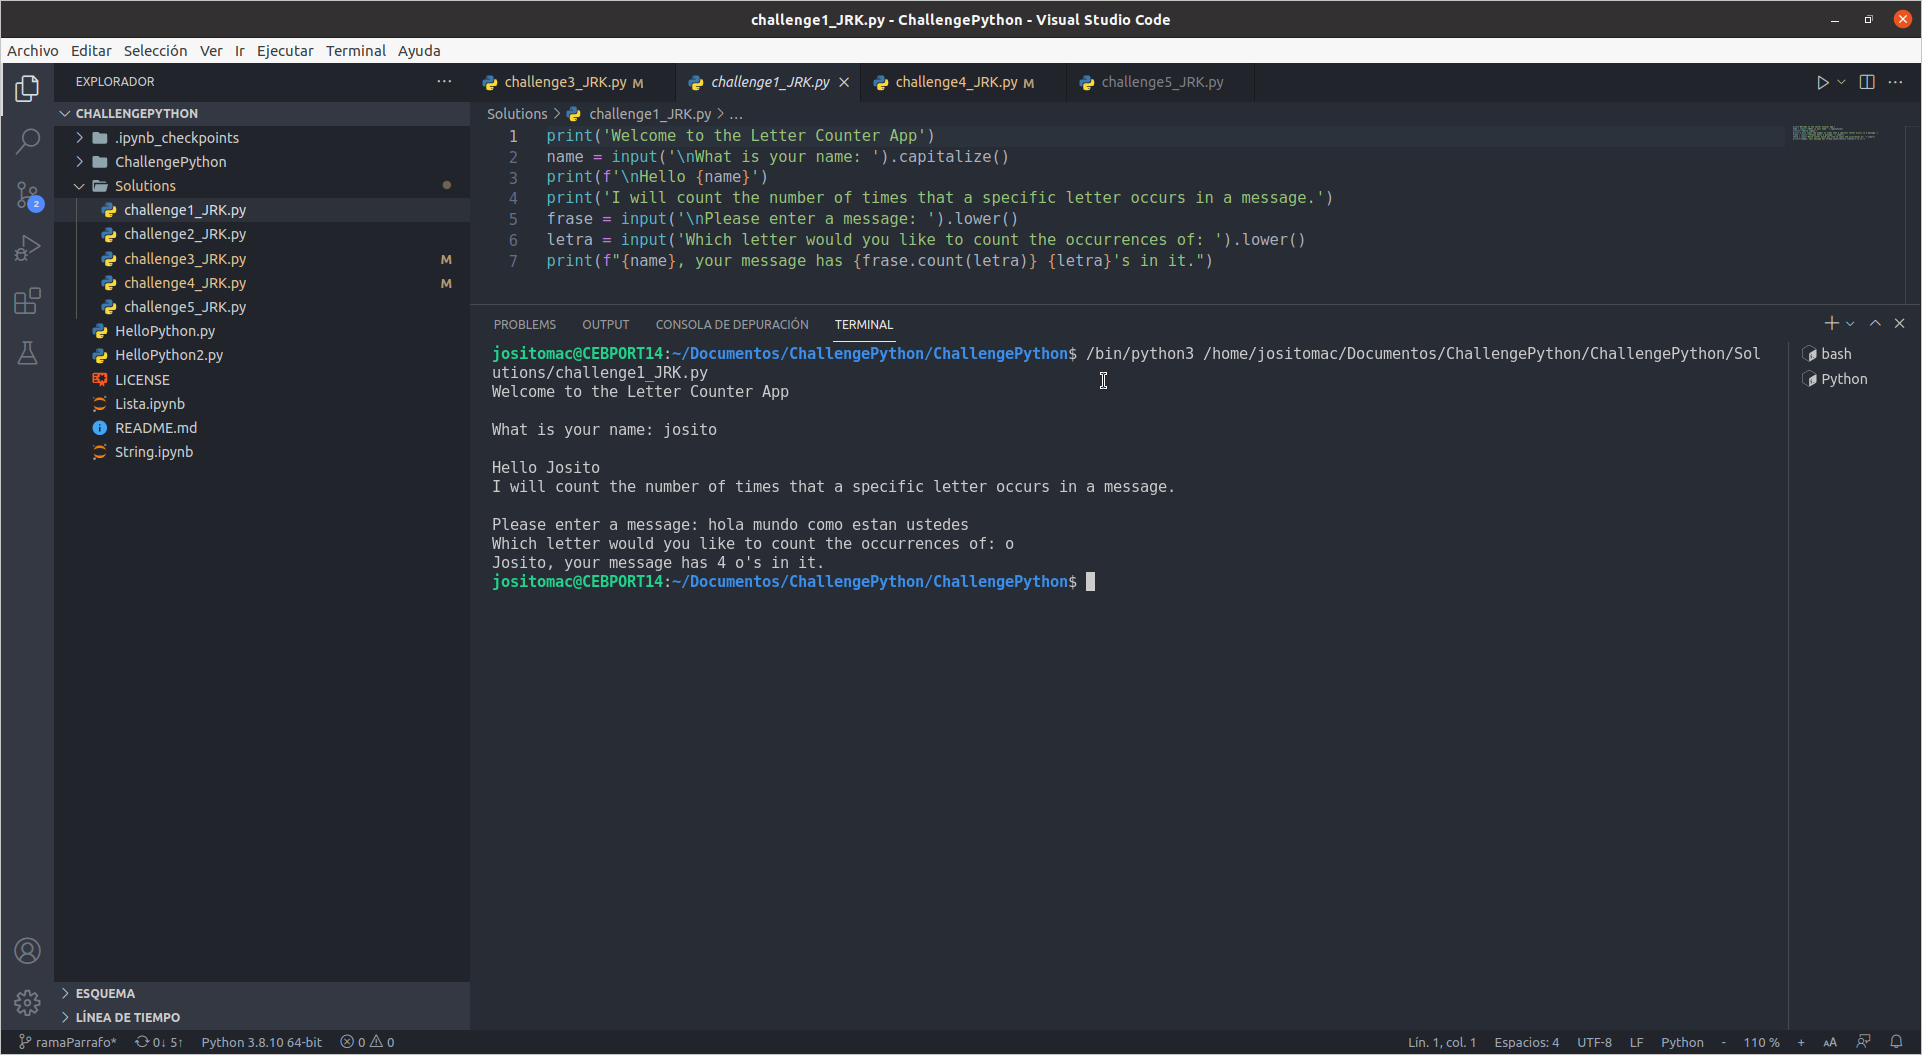 challenge1_JRK.py - ChallengePython - Visual Studio Code
Archivo Editar Selección Ver Ir Ejecutar Terminal Ayuda
EXPLORADOR
challenge3_JRK.py M challenge1_JRK.py challenge4_JRK.py M challenge5_JRK.py
CHALLENGEPYTHON
.ipynb_checkpoints
ChallengePython
Solutions
challenge1_JRK.py
challenge2_JRK.py
challenge3_JRK.py M
challenge4_JRK.py M
challenge5_JRK.py
HelloPython.py
HelloPython2.py
LICENSE
Lista.ipynb
README.md
String.ipynb
2
ESQUEMA
LÍNEA DE TIEMPO
Solutions > challenge1_JRK.py > ...
1 print('Welcome to the Letter Counter App')
2 name = input('\nWhat is your name: ').capitalize()
3 print(f'\nHello {name}')
4 print('I will count the number of times that a specific letter occurs in a message.')
5 frase = input('\nPlease enter a message: ').lower()
6 letra = input('Which letter would you like to count the occurrences of: ').lower()
7 print(f"{name}, your message has {frase.count(letra)} {letra}'s in it.")
PROBLEMS OUTPUT CONSOLA DE DEPURACIÓN TERMINAL
jositomac@CEBPORT14:~/Documentos/ChallengePython/ChallengePython$ /bin/python3 /home/jositomac/Documentos/ChallengePython/ChallengePython/Sol
utions/challenge1_JRK.py
Welcome to the Letter Counter App
What is your name: josito
Hello Josito
I will count the number of times that a specific letter occurs in a message.
Please enter a message: hola mundo como estan ustedes
Which letter would you like to count the occurrences of: o
Josito, your message has 4 o's in it.
jositomac@CEBPORT14:~/Documentos/ChallengePython/ChallengePython$
bash
Python
ramaParrafo* 0↓ 5↑ Python 3.8.10 64-bit 0 0 Lín. 1, col. 1 Espacios: 4 UTF-8 LF Python - 110 % + AA